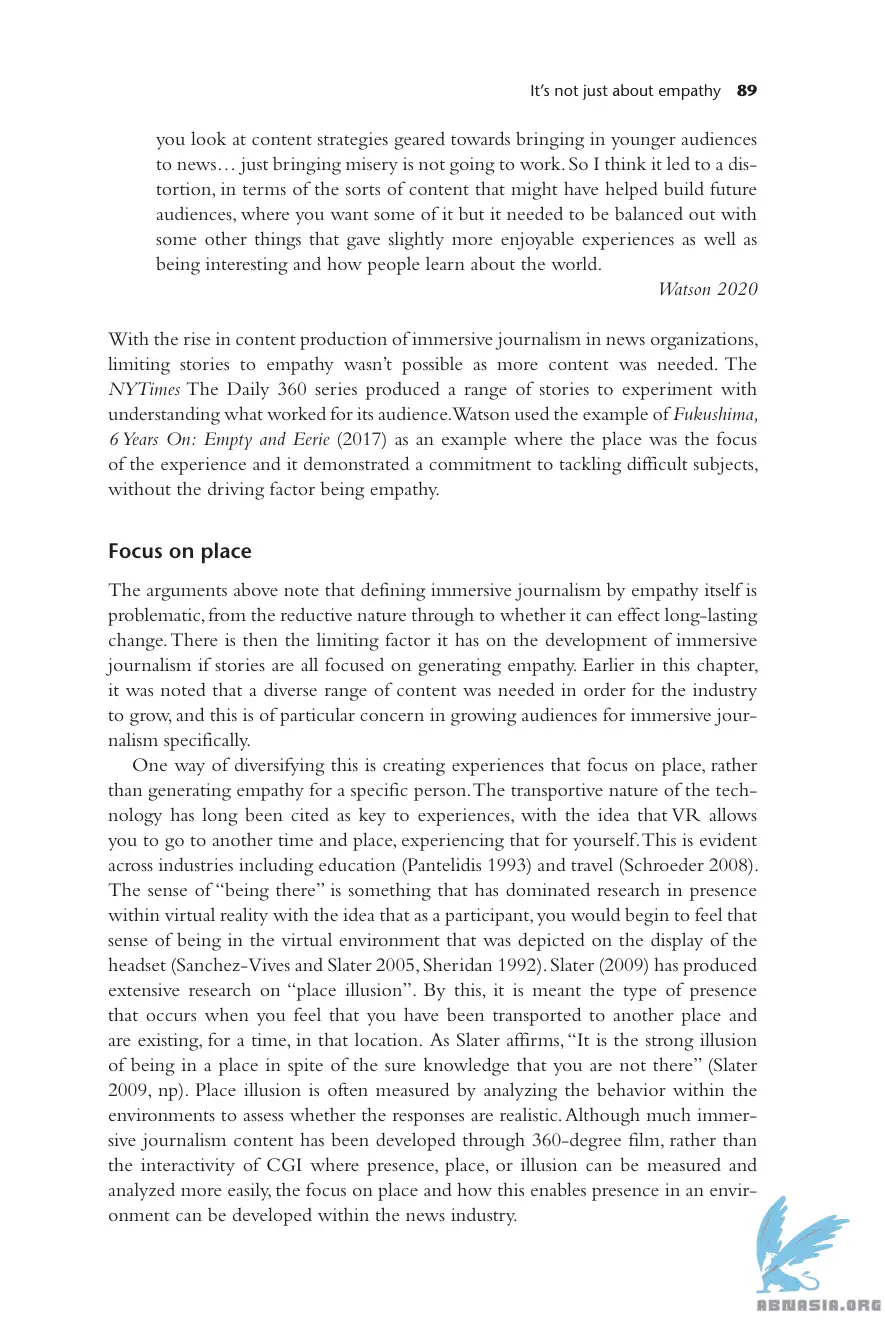 It's not just about empathy 89
you look at content strategies geared towards bringing in younger audiences
to news… just bringing misery is not going to work. So I think it led to a dis-
tortion, in terms of the sorts of content that might have helped build future
audiences, where you want some of it but it needed to be balanced out with
some other things that gave slightly more enjoyable experiences as well as
being interesting and how people learn about the world.
Watson 2020
With the rise in content production of immersive journalism in news organizations,
limiting stories to empathy wasn't possible as more content was needed. The
NYTimes The Daily 360 series produced a range of stories to experiment with
understanding what worked for its audience. Watson used the example of Fukushima,
6 Years On: Empty and Eerie (2017) as an example where the place was the focus
of the experience and it demonstrated a commitment to tackling difficult subjects,
without the driving factor being empathy.
Focus on place
The arguments above note that defining immersive journalism by empathy itself is
problematic, from the reductive nature through to whether it can effect long-lasting
change. There is then the limiting factor it has on the development of immersive
journalism if stories are all focused on generating empathy. Earlier in this chapter,
it was noted that a diverse range of content was needed in order for the industry
to grow, and this is of particular concern in growing audiences for immersive jour-
nalism specifically.
One way of diversifying this is creating experiences that focus on place, rather
than generating empathy for a specific person. The transportive nature of the tech-
nology has long been cited as key to experiences, with the idea that VR allows
you to go to another time and place, experiencing that for yourself. This is evident
across industries including education (Pantelidis 1993) and travel (Schroeder 2008).
The sense of "being there" is something that has dominated research in presence
within virtual reality with the idea that as a participant, you would begin to feel that
sense of being in the virtual environment that was depicted on the display of the
headset (Sanchez-Vives and Slater 2005, Sheridan 1992). Slater (2009) has produced
extensive research on "place illusion". By this, it is meant the type of presence
that occurs when you feel that you have been transported to another place and
are existing, for a time, in that location. As Slater affirms, "It is the strong illusion
of being in a place in spite of the sure knowledge that you are not there" (Slater
2009, np). Place illusion is often measured by analyzing the behavior within the
environments to assess whether the responses are realistic. Although much immer-
sive journalism content has been developed through 360-degree film, rather than
the interactivity of CGI where presence, place, or illusion can be measured and
analyzed more easily, the focus on place and how this enables presence in an envir-
onment can be developed within the news industry.
ABNASIA.ORG